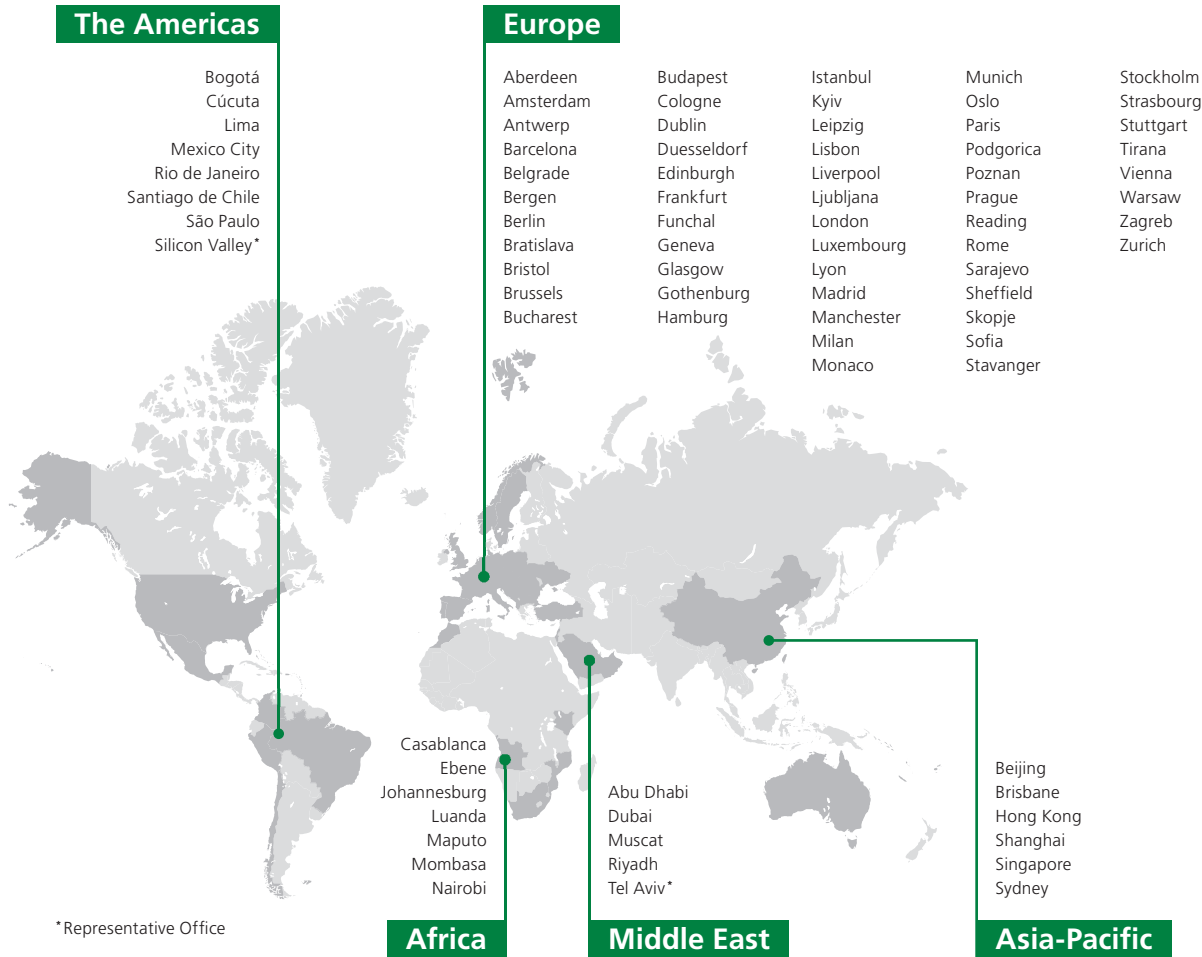 The Americas
Bogotá
Cúcuta
Lima
Mexico City
Rio de Janeiro
Santiago de Chile
São Paulo
Silicon Valley*
Europe
Aberdeen
Amsterdam
Antwerp
Barcelona
Belgrade
Bergen
Berlin
Bratislava
Bristol
Brussels
Bucharest
Budapest
Cologne
Dublin
Duesseldorf
Edinburgh
Frankfurt
Funchal
Geneva
Glasgow
Gothenburg
Hamburg
Istanbul
Kyiv
Leipzig
Lisbon
Liverpool
Ljubljana
London
Luxembourg
Lyon
Madrid
Manchester
Milan
Monaco
Munich
Oslo
Paris
Podgorica
Poznan
Prague
Reading
Rome
Sarajevo
Sheffield
Skopje
Sofia
Stavanger
Stockholm
Strasbourg
Stuttgart
Tirana
Vienna
Warsaw
Zagreb
Zurich
Casablanca
Ebene
Johannesburg
Luanda
Maputo
Mombasa
Nairobi
Africa
Abu Dhabi
Dubai
Muscat
Riyadh
Tel Aviv*
Middle East
Beijing
Brisbane
Hong Kong
Shanghai
Singapore
Sydney
Asia-Pacific
*Representative Office